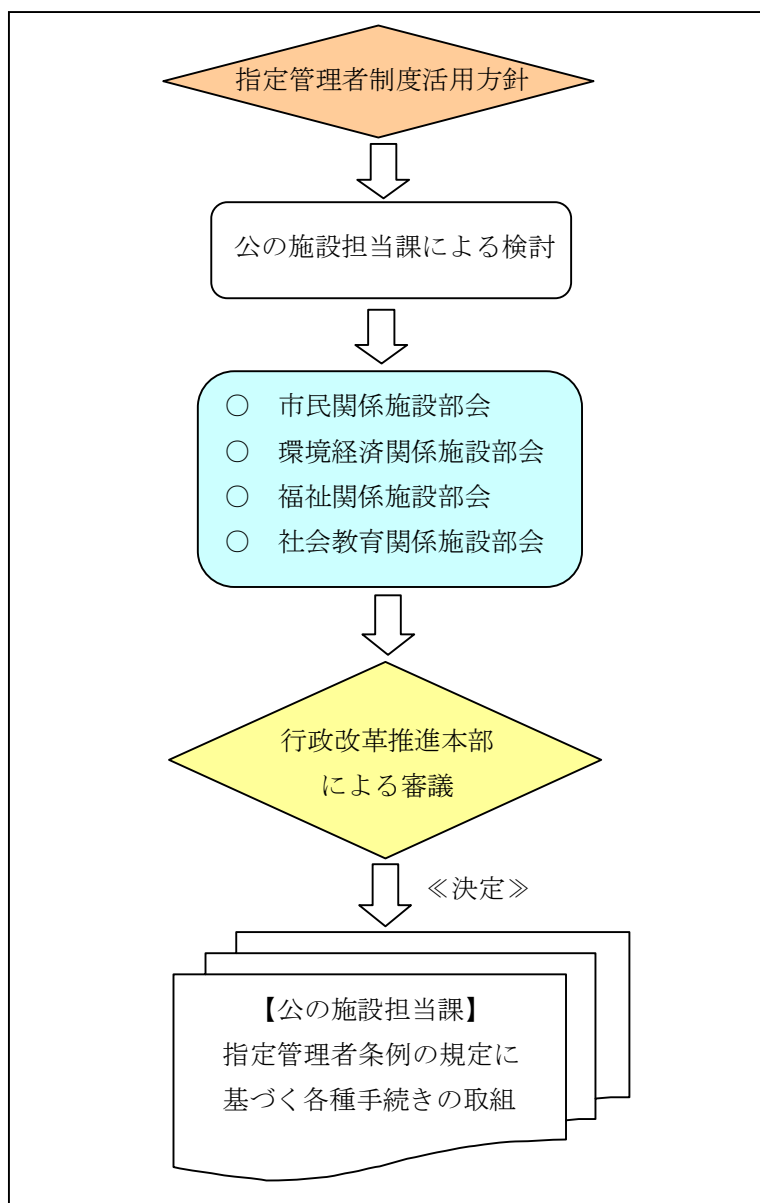 指定管理者制度活用方針
公の施設担当課による検討
○ 市民関係施設部会
○ 環境経済関係施設部会
○ 福祉関係施設部会
○ 社会教育関係施設部会
行政改革推進本部
による審議
≪決定≫
【公の施設担当課】
指定管理者条例の規定に
基づく各種手続きの取組